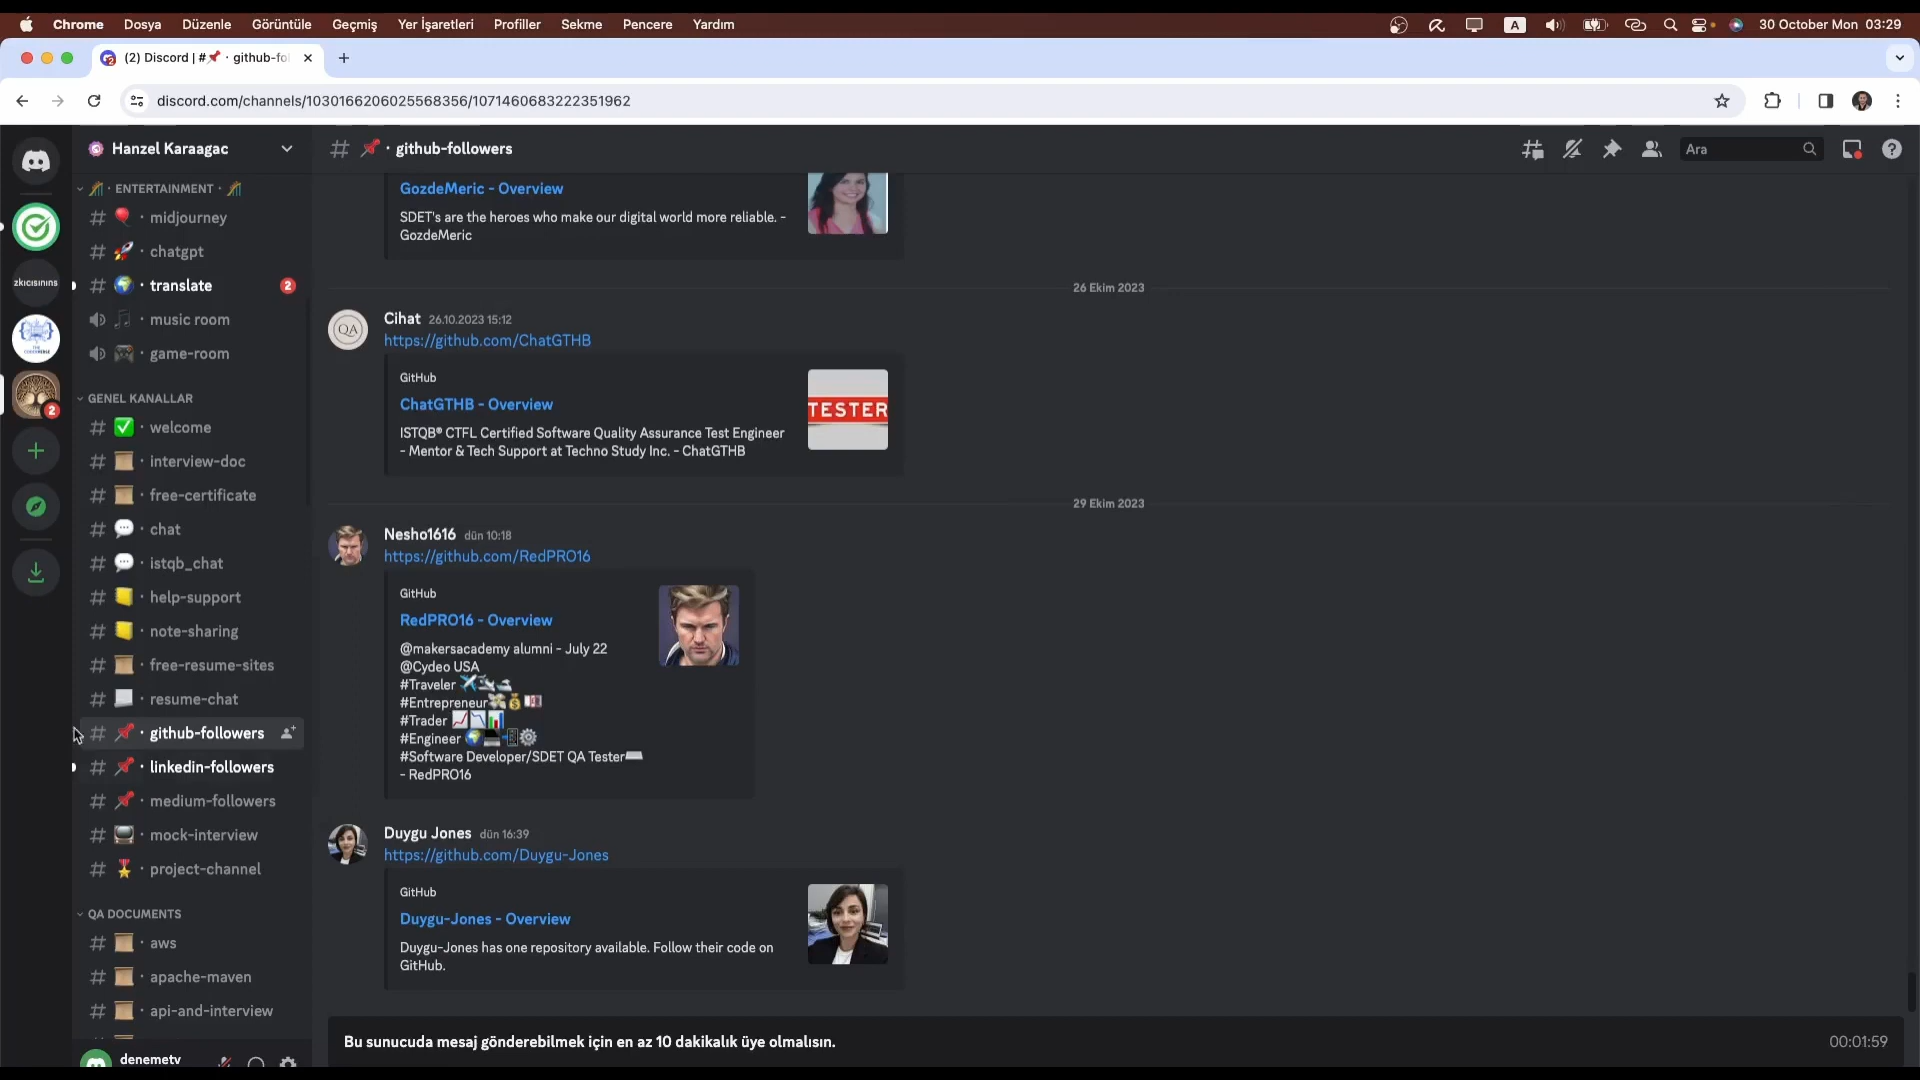 Chrome Dosya Düzenle Görüntüle Geçmiş Yer İşaretleri Profiller Sekme Pencere Yardım
A
30 October Mon 03:29
(2) Discord | #📌 · github-fol
discord.com/channels/1030166206025568356/1071460683222351962
Hanzel Karaagac
zkicisinins
2
ENTERTAINMENT
midjourney
chatgpt
translate 2
music room
game-room
GENEL KANALLAR
welcome
interview-doc
free-certificate
chat
istqb_chat
help-support
note-sharing
free-resume-sites
resume-chat
github-followers
linkedin-followers
medium-followers
mock-interview
project-channel
QA DOCUMENTS
aws
apache-maven
api-and-interview
denemetv
# 📌 · github-followers
Ara
GozdeMeric - Overview
SDET's are the heroes who make our digital world more reliable. -
GozdeMeric
26 Ekim 2023
QA
Cihat 26.10.2023 15:12
https://github.com/ChatGTHB
GitHub
ChatGTHB - Overview
ISTQB® CTFL Certified Software Quality Assurance Test Engineer
- Mentor & Tech Support at Techno Study Inc. - ChatGTHB
TESTER
29 Ekim 2023
Nesho1616 dün 10:18
https://github.com/RedPRO16
GitHub
RedPRO16 - Overview
@makersacademy alumni - July 22
@Cydeo USA
#Traveler
#Entrepreneur
#Trader
#Engineer
#Software Developer/SDET QA Tester
- RedPRO16
Duygu Jones dün 16:39
https://github.com/Duygu-Jones
GitHub
Duygu-Jones - Overview
Duygu-Jones has one repository available. Follow their code on
GitHub.
Bu sunucuda mesaj gönderebilmek için en az 10 dakikalık üye olmalısın.
00:01:59